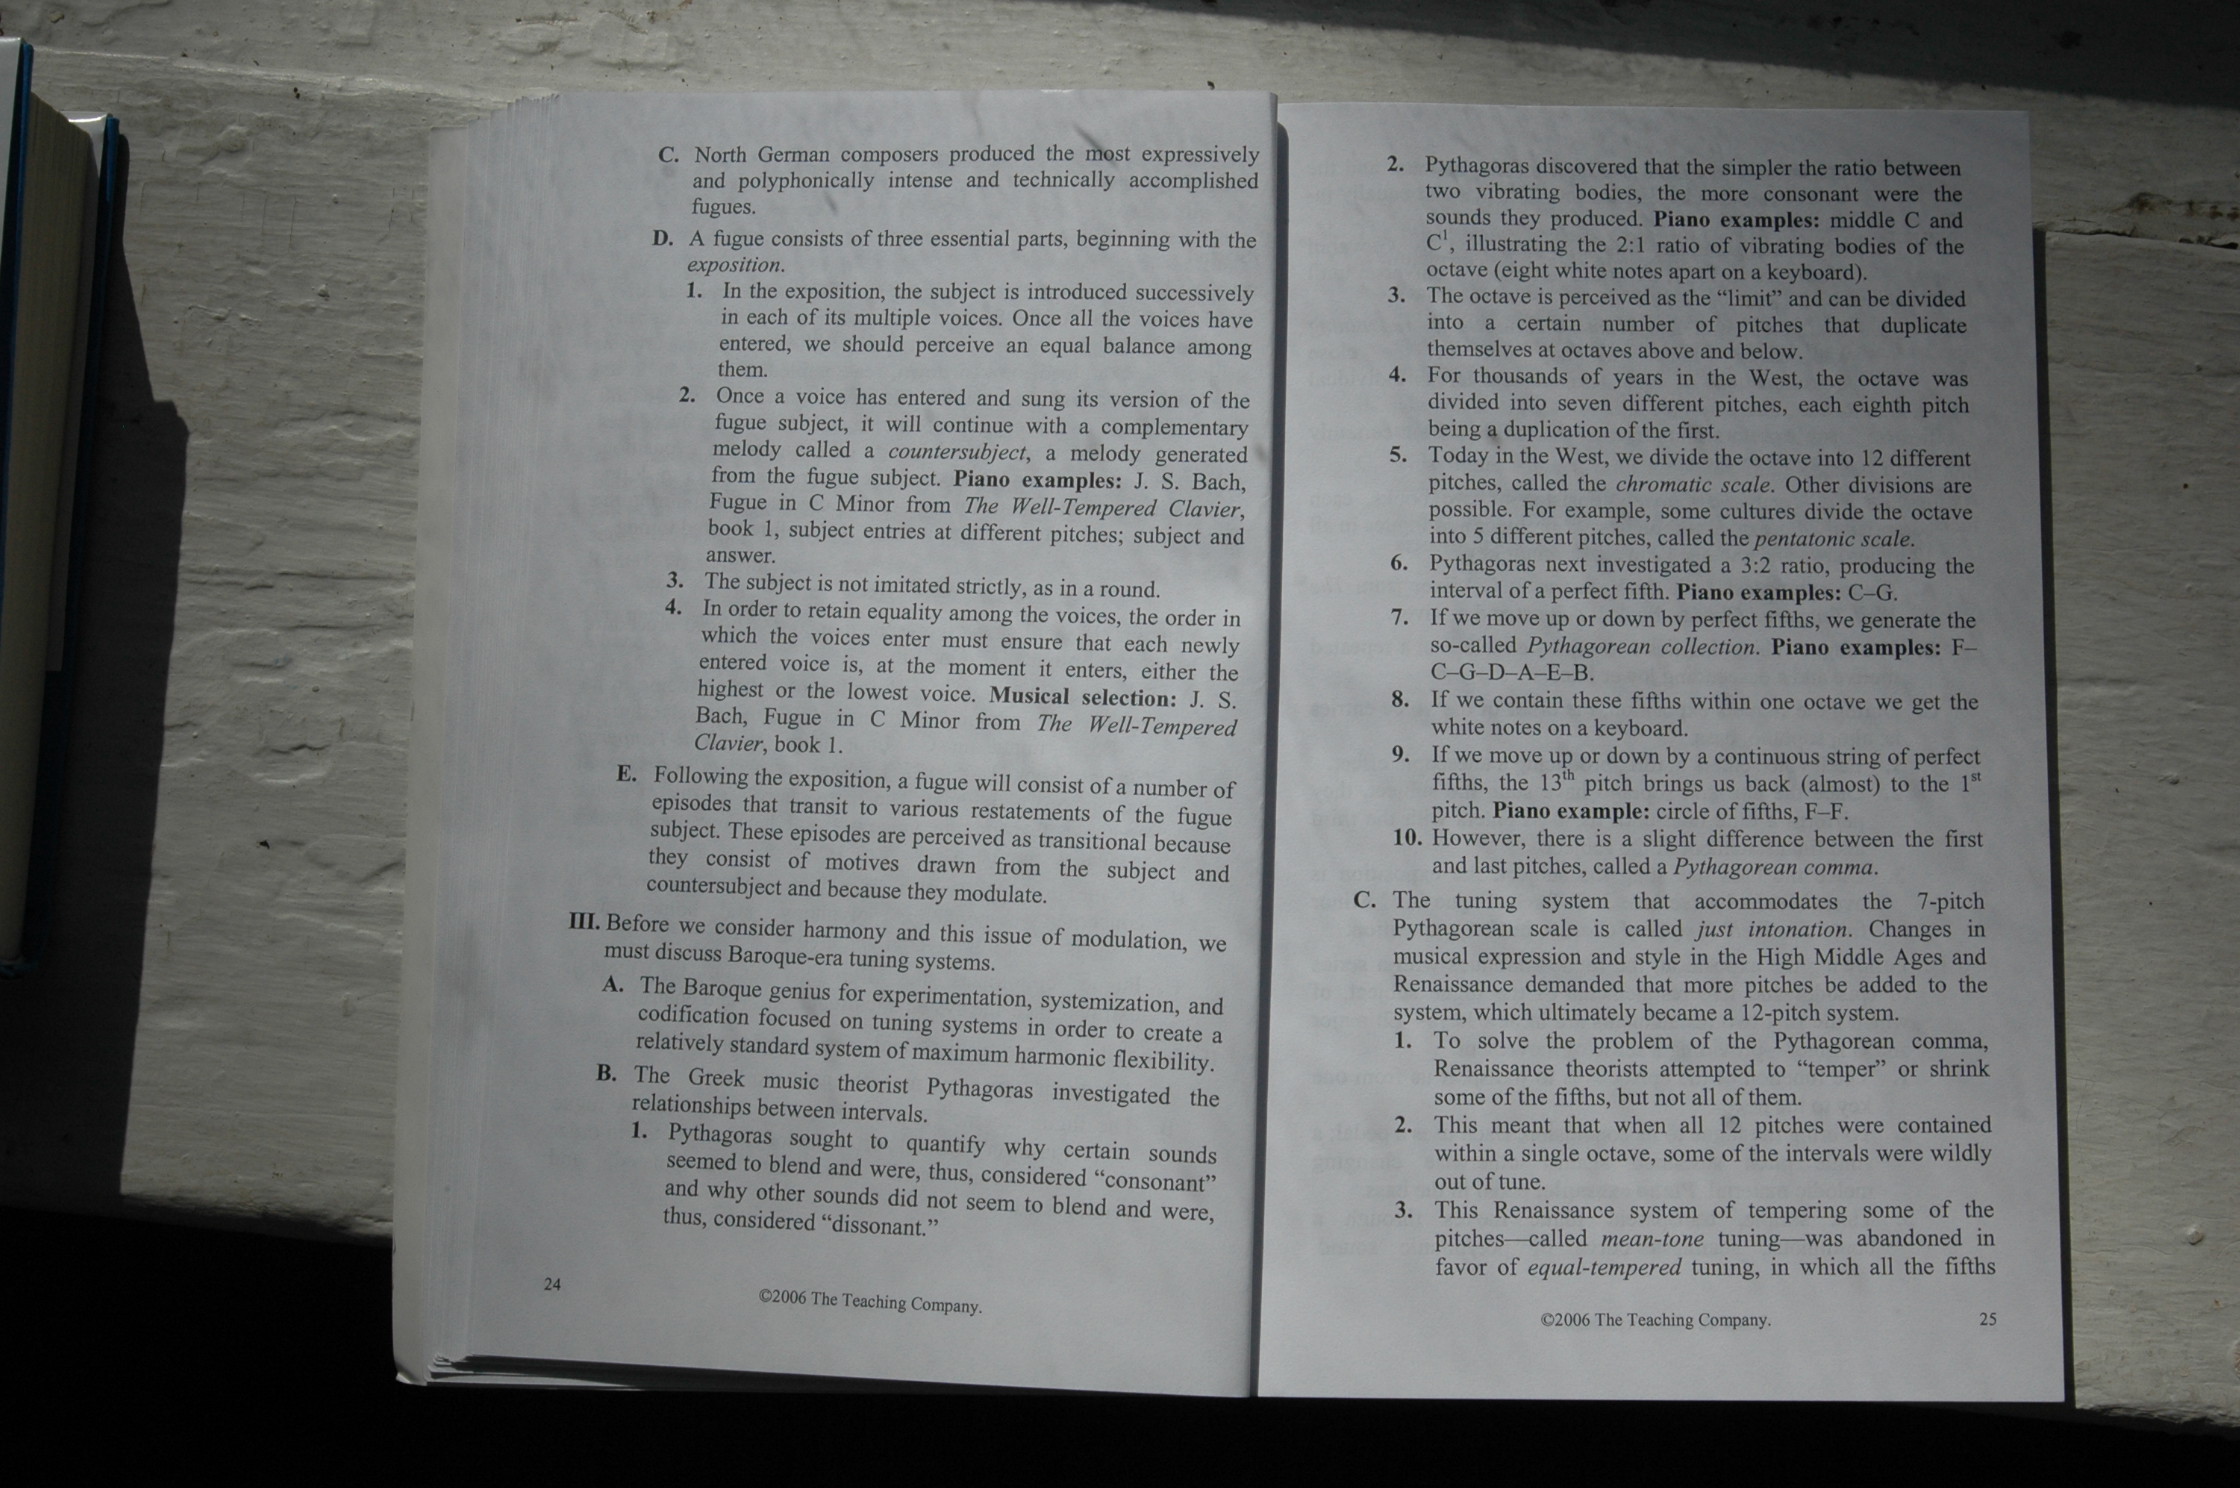 C. North German composers produced the most expressively
and polyphonically intense and technically accomplished
fugues.
D. A fugue consists of three essential parts, beginning with the
exposition.
1. In the exposition, the subject is introduced successively
in each of its multiple voices. Once all the voices have
entered, we should perceive an equal balance among
them.
2. Once a voice has entered and sung its version of the
fugue subject, it will continue with a complementary
melody called a countersubject, a melody generated
from the fugue subject. Piano examples: J. S. Bach,
Fugue in C Minor from The Well-Tempered Clavier,
book 1, subject entries at different pitches; subject and
answer.
3. The subject is not imitated strictly, as in a round.
4. In order to retain equality among the voices, the order in
which the voices enter must ensure that each newly
entered voice is, at the moment it enters, either the
highest or the lowest voice. Musical selection: J. S.
Bach, Fugue in C Minor from The Well-Tempered
Clavier, book 1.
E. Following the exposition, a fugue will consist of a number of
episodes that transit to various restatements of the fugue
subject. These episodes are perceived as transitional because
they consist of motives drawn from the subject and
countersubject and because they modulate.
III. Before we consider harmony and this issue of modulation, we
must discuss Baroque-era tuning systems.
A. The Baroque genius for experimentation, systemization, and
codification focused on tuning systems in order to create a
relatively standard system of maximum harmonic flexibility.
B. The Greek music theorist Pythagoras investigated the
relationships between intervals.
1. Pythagoras sought to quantify why certain sounds
seemed to blend and were, thus, considered “consonant”
and why other sounds did not seem to blend and were,
thus, considered “dissonant.”
24
©2006 The Teaching Company.
2. Pythagoras discovered that the simpler the ratio between
two vibrating bodies, the more consonant were the
sounds they produced. Piano examples: middle C and
C¹, illustrating the 2:1 ratio of vibrating bodies of the
octave (eight white notes apart on a keyboard).
3. The octave is perceived as the “limit” and can be divided
into a certain number of pitches that duplicate
themselves at octaves above and below.
4. For thousands of years in the West, the octave was
divided into seven different pitches, each eighth pitch
being a duplication of the first.
5. Today in the West, we divide the octave into 12 different
pitches, called the chromatic scale. Other divisions are
possible. For example, some cultures divide the octave
into 5 different pitches, called the pentatonic scale.
6. Pythagoras next investigated a 3:2 ratio, producing the
interval of a perfect fifth. Piano examples: C–G.
7. If we move up or down by perfect fifths, we generate the
so-called Pythagorean collection. Piano examples: F–
C–G–D–A–E–B.
8. If we contain these fifths within one octave we get the
white notes on a keyboard.
9. If we move up or down by a continuous string of perfect
fifths, the 13th pitch brings us back (almost) to the 1st
pitch. Piano example: circle of fifths, F–F.
10. However, there is a slight difference between the first
and last pitches, called a Pythagorean comma.
C. The tuning system that accommodates the 7-pitch
Pythagorean scale is called just intonation. Changes in
musical expression and style in the High Middle Ages and
Renaissance demanded that more pitches be added to the
system, which ultimately became a 12-pitch system.
1. To solve the problem of the Pythagorean comma,
Renaissance theorists attempted to “temper” or shrink
some of the fifths, but not all of them.
2. This meant that when all 12 pitches were contained
within a single octave, some of the intervals were wildly
out of tune.
3. This Renaissance system of tempering some of the
pitches—called mean-tone tuning—was abandoned in
favor of equal-tempered tuning, in which all the fifths
©2006 The Teaching Company.
25